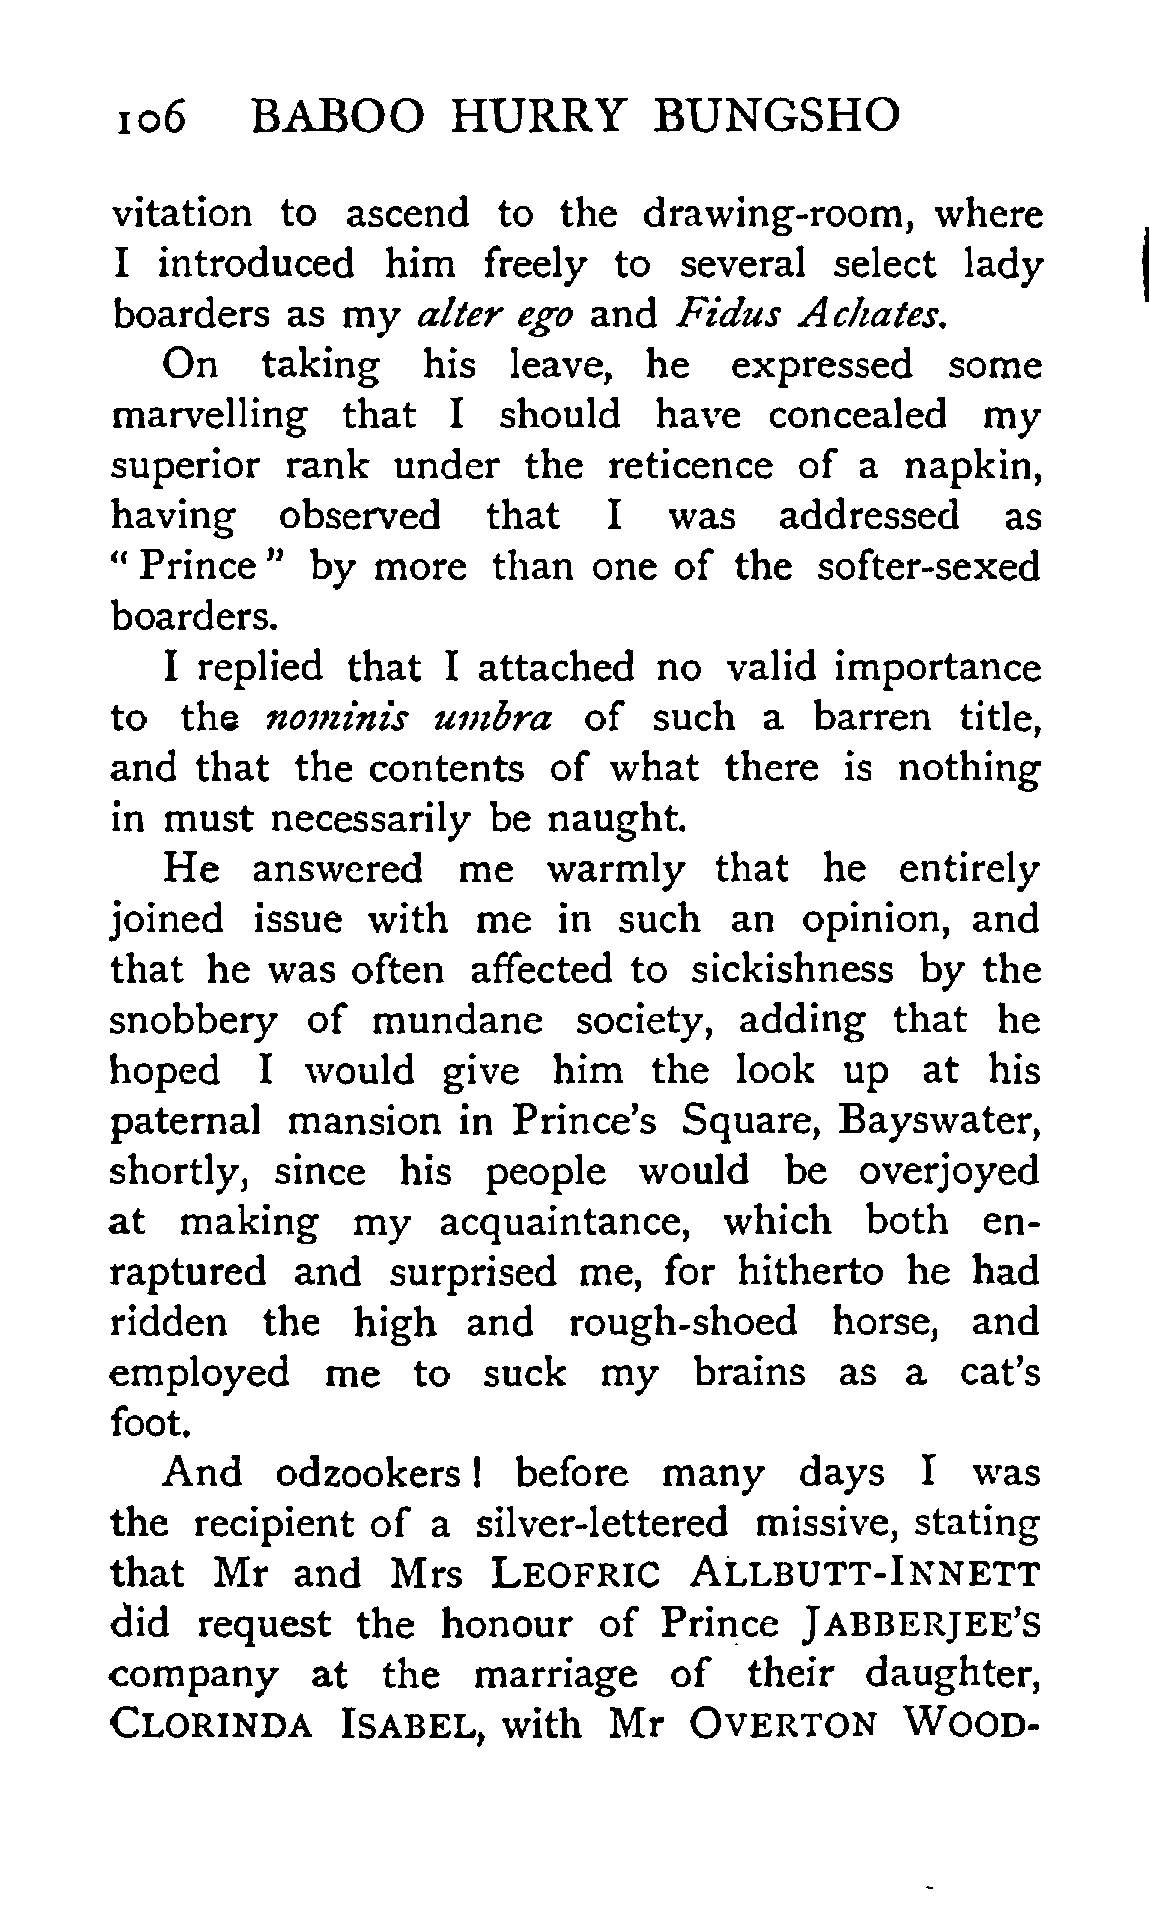 106 BABOO HURRY BUNGSHO
vitation to ascend to the drawing-room, where
I introduced him freely to several select lady
boarders as my alter ego and Fidus Achates.
On taking his leave, he expressed some
marvelling that I should have concealed my
superior rank under the reticence of a napkin,
having observed that I was addressed as
“ Prince ” by more than one of the softer-sexed
boarders.
I replied that I attached no valid importance
to the nominis umbra of such a barren title,
and that the contents of what there is nothing
in must necessarily be naught.
He answered me warmly that he entirely
joined issue with me in such an opinion, and
that he was often affected to sickishness by the
snobbery of mundane society, adding that he
hoped I would give him the look up at his
paternal mansion in Prince's Square, Bayswater,
shortly, since his people would be overjoyed
at making my acquaintance, which both en-
raptured and surprised me, for hitherto he had
ridden the high and rough-shoed horse, and
employed me to suck my brains as a cat's
foot.
And odzookers ! before many days I was
the recipient of a silver-lettered missive, stating
that Mr and Mrs LEOFRIC ALLBUTT-INNETT
did request the honour of Prince JABBERJEE'S
company at the marriage of their daughter,
CLORINDA ISABEL, with Mr OVERTON WOOD-